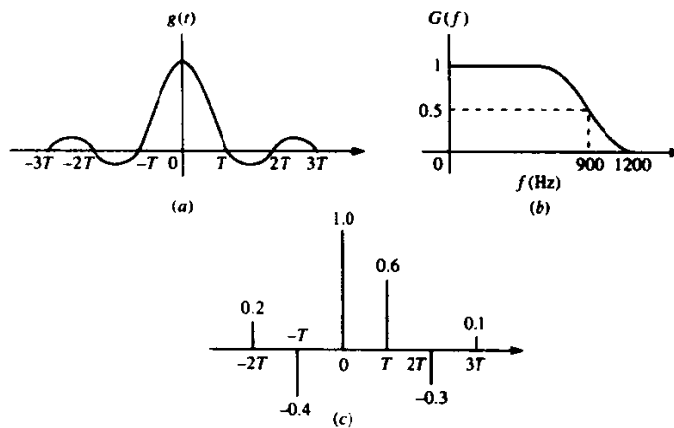 g(t)
G(f)
1
0.5
-3T -2T -T 0 T 2T 3T
0 900 1200
f(Hz)
(a)
(b)
1.0
0.6
0.2
0.1
-T
-2T 0 T 2T 3T
-0.4
-0.3
(c)